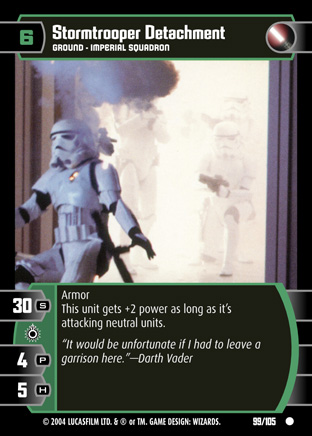 6 Stormtrooper Detachment
GROUND - IMPERIAL SQUADRON
30 S
Armor
This unit gets +2 power as long as it's
attacking neutral units.
4 P
"It would be unfortunate if I had to leave a
garrison here."—Darth Vader
5 H
© 2004 LUCASFILM LTD. & ® or TM. GAME DESIGN: WIZARDS. 99/105